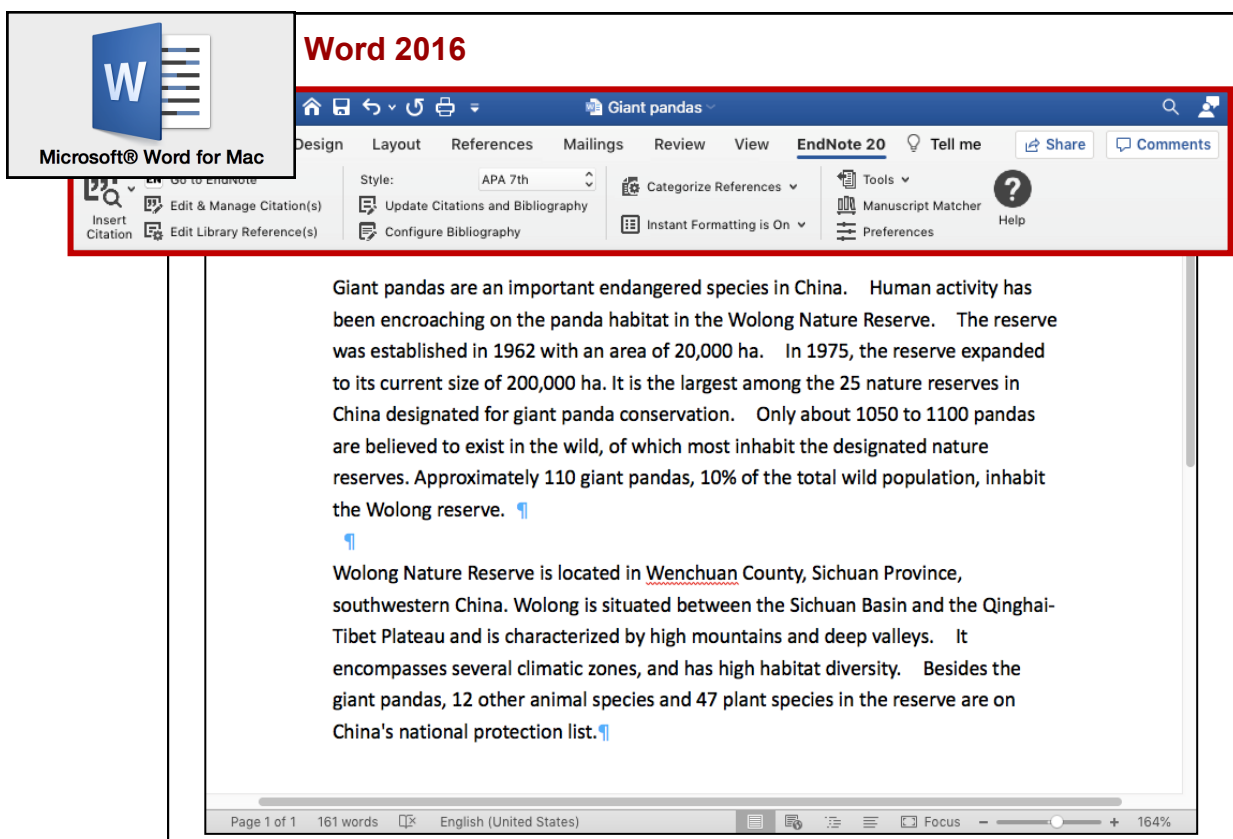 Word 2016
W
Microsoft® Word for Mac
Giant pandas
Design Layout References Mailings Review View EndNote 20 Tell me Share Comments
Insert
Citation
EN Go to EndNote
Edit & Manage Citation(s)
Edit Library Reference(s)
Style: APA 7th
Update Citations and Bibliography
Configure Bibliography
Categorize References
Instant Formatting is On
Tools
Manuscript Matcher
Preferences
?
Help
Giant pandas are an important endangered species in China. Human activity has
been encroaching on the panda habitat in the Wolong Nature Reserve. The reserve
was established in 1962 with an area of 20,000 ha. In 1975, the reserve expanded
to its current size of 200,000 ha. It is the largest among the 25 nature reserves in
China designated for giant panda conservation. Only about 1050 to 1100 pandas
are believed to exist in the wild, of which most inhabit the designated nature
reserves. Approximately 110 giant pandas, 10% of the total wild population, inhabit
the Wolong reserve. ¶
¶
Wolong Nature Reserve is located in Wenchuan County, Sichuan Province,
southwestern China. Wolong is situated between the Sichuan Basin and the Qinghai-
Tibet Plateau and is characterized by high mountains and deep valleys. It
encompasses several climatic zones, and has high habitat diversity. Besides the
giant pandas, 12 other animal species and 47 plant species in the reserve are on
China's national protection list.¶
Page 1 of 1 161 words English (United States) Focus - + 164%